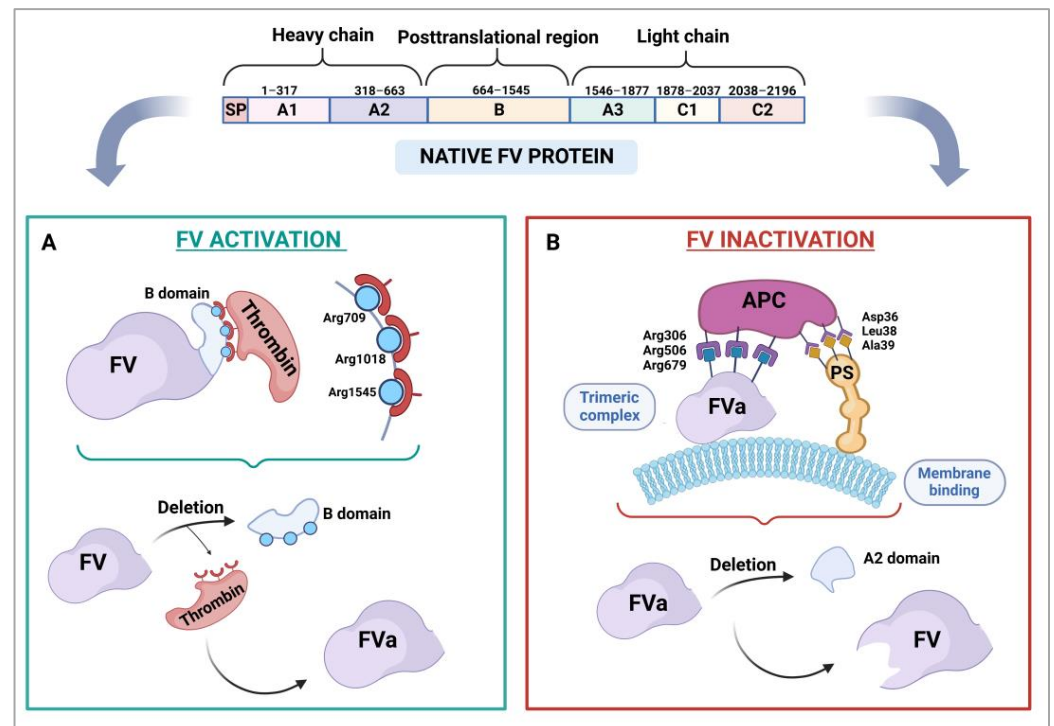 Heavy chain
Posttranslational region
Light chain
1–317
318–663
664–1545
1546–1877
1878–2037
2038–2196
SP
A1
A2
B
A3
C1
C2
NATIVE FV PROTEIN
A
FV ACTIVATION
B domain
Thrombin
FV
Arg709
Arg1018
Arg1545
Deletion
B domain
FV
Thrombin
FVa
B
FV INACTIVATION
APC
Arg306
Arg506
Arg679
Asp36
Leu38
Ala39
PS
FVa
Trimeric
complex
Membrane
binding
Deletion
A2 domain
FVa
FV